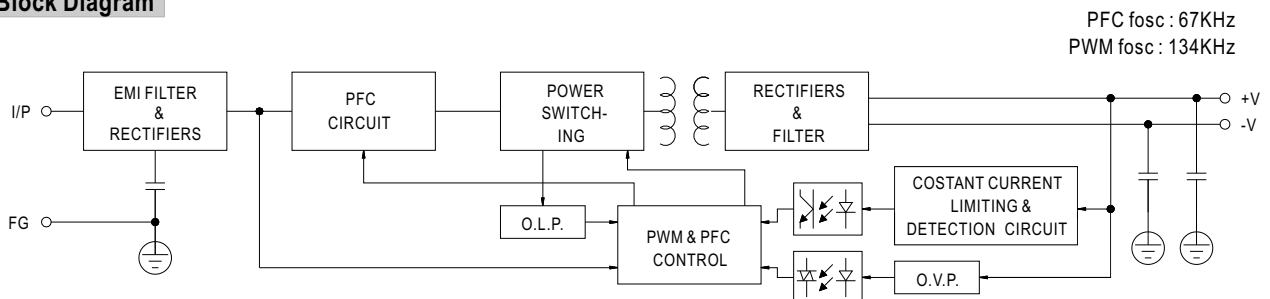 Block Diagram
PFC fosc : 67KHz
PWM fosc : 134KHz
I/P
EMI FILTER
&
RECTIFIERS
PFC
CIRCUIT
POWER
SWITCH-
ING
RECTIFIERS
&
FILTER
+V
-V
FG
O.L.P.
PWM & PFC
CONTROL
COSTANT CURRENT
LIMITING &
DETECTION CIRCUIT
O.V.P.